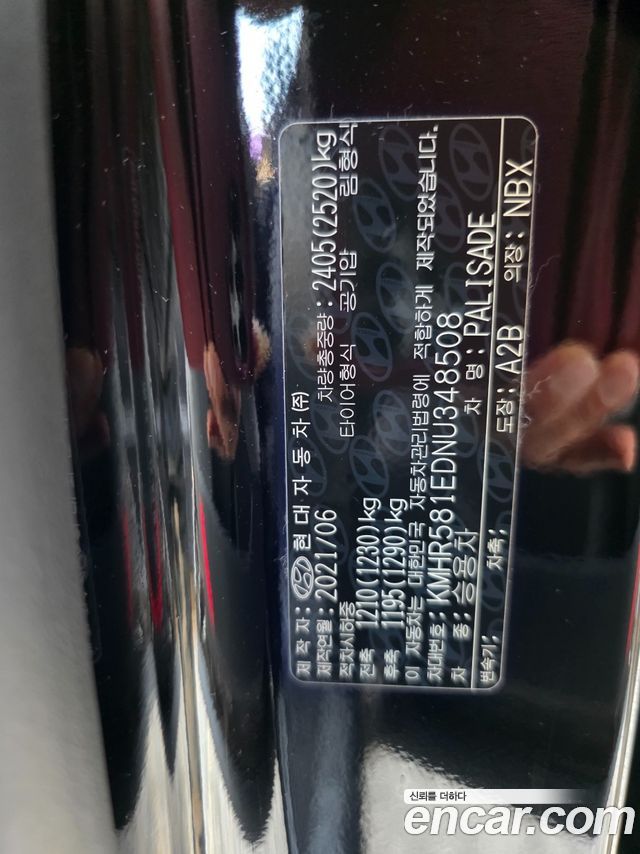 제 작 자 : 현 대 자 동 차 ㈜
제작연월 : 2021/06 차량총중량 : 2405(2520)kg
적차시하중 타이어형식 공기압 림형식
전축 1210(1230)kg
후축 1195(1290)kg
이 자동차는 대한민국 자동차관리법령에 적합하게 제작되었습니다.
차대번호 : KMHR581EDNU348508
차 종 : 승용차 차 명 : PALISADE
변속기 : 차축 : 도장 : A2B 외장 : NBX
신뢰를 더하다
encar.com